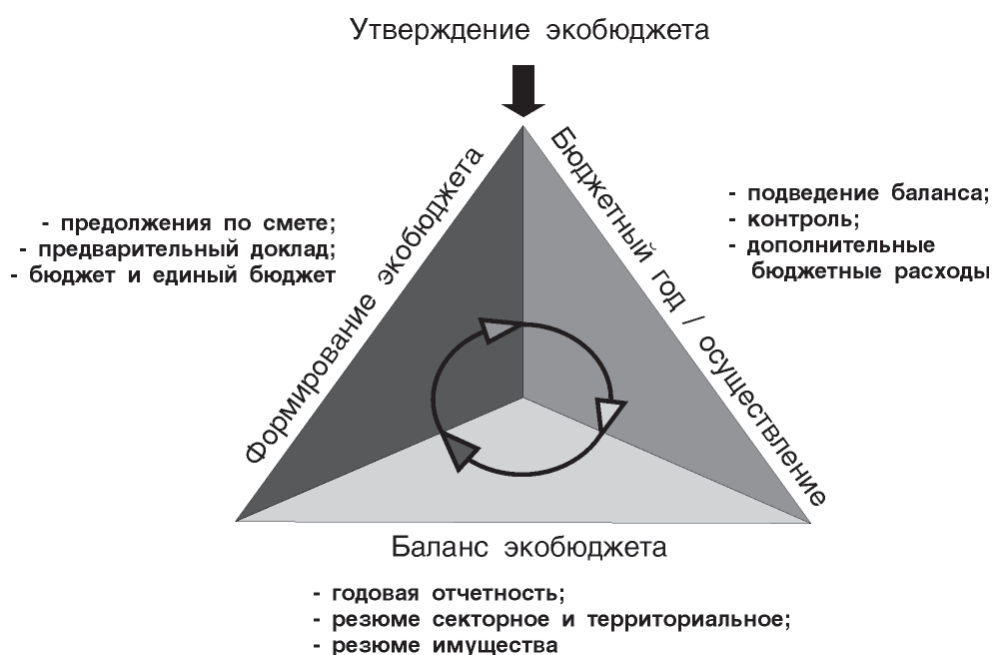 Утверждение экобюджета
Формирование экобюджета
- предолжения по смете;
- предварительный доклад;
- бюджет и единый бюджет
Бюджетный год / осуществление
- подведение баланса;
- контроль;
- дополнительные
бюджетные расходы
Баланс экобюджета
- годовая отчетность;
- резюме секторное и территориальное;
- резюме имущества